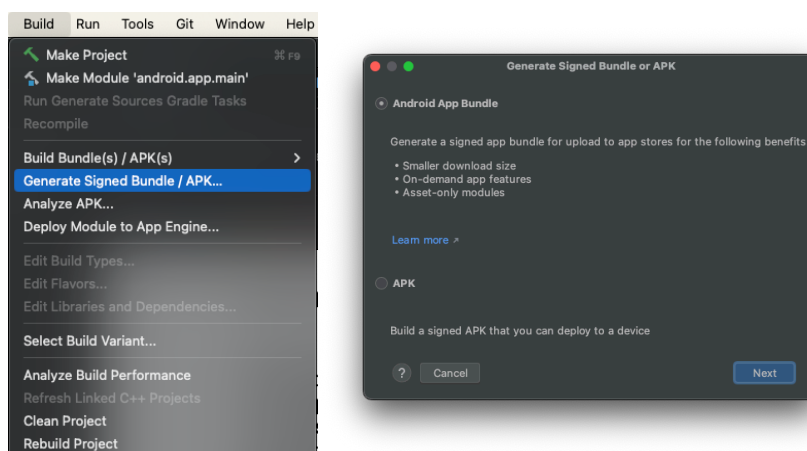 Build Run Tools Git Window Help
Make Project ⌘ F9
Make Module 'android.app.main'
Run Generate Sources Gradle Tasks
Recompile
Build Bundle(s) / APK(s) >
Generate Signed Bundle / APK...
Analyze APK...
Deploy Module to App Engine...
Edit Build Types...
Edit Flavors...
Edit Libraries and Dependencies...
Select Build Variant...
Analyze Build Performance
Refresh Linked C++ Projects
Clean Project
Rebuild Project
Generate Signed Bundle or APK
Android App Bundle
Generate a signed app bundle for upload to app stores for the following benefits
• Smaller download size
• On-demand app features
• Asset-only modules
Learn more ↗
APK
Build a signed APK that you can deploy to a device
? Cancel Next